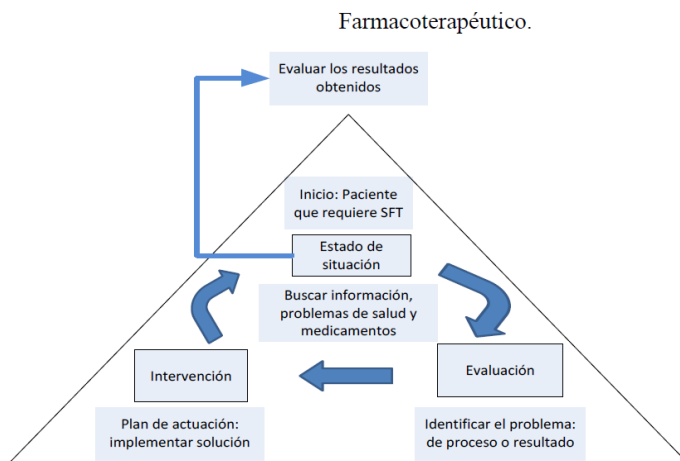 Farmacoterapéutico.
Evaluar los resultados
obtenidos
Inicio: Paciente
que requiere SFT
Estado de
situación
Buscar información,
problemas de salud y
medicamentos
Intervención
Evaluación
Plan de actuación:
implementar solución
Identificar el problema:
de proceso o resultado